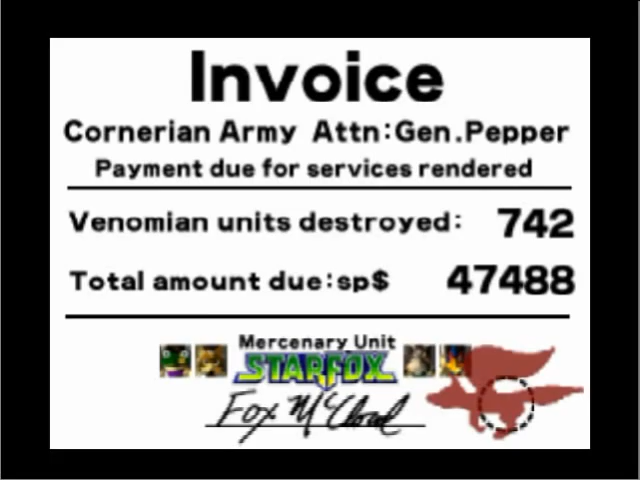 Invoice
Cornerian Army Attn:Gen.Pepper
Payment due for services rendered
Venomian units destroyed: 742
Total amount due:sp$ 47488
Mercenary Unit
STARFOX
Fox McCloud